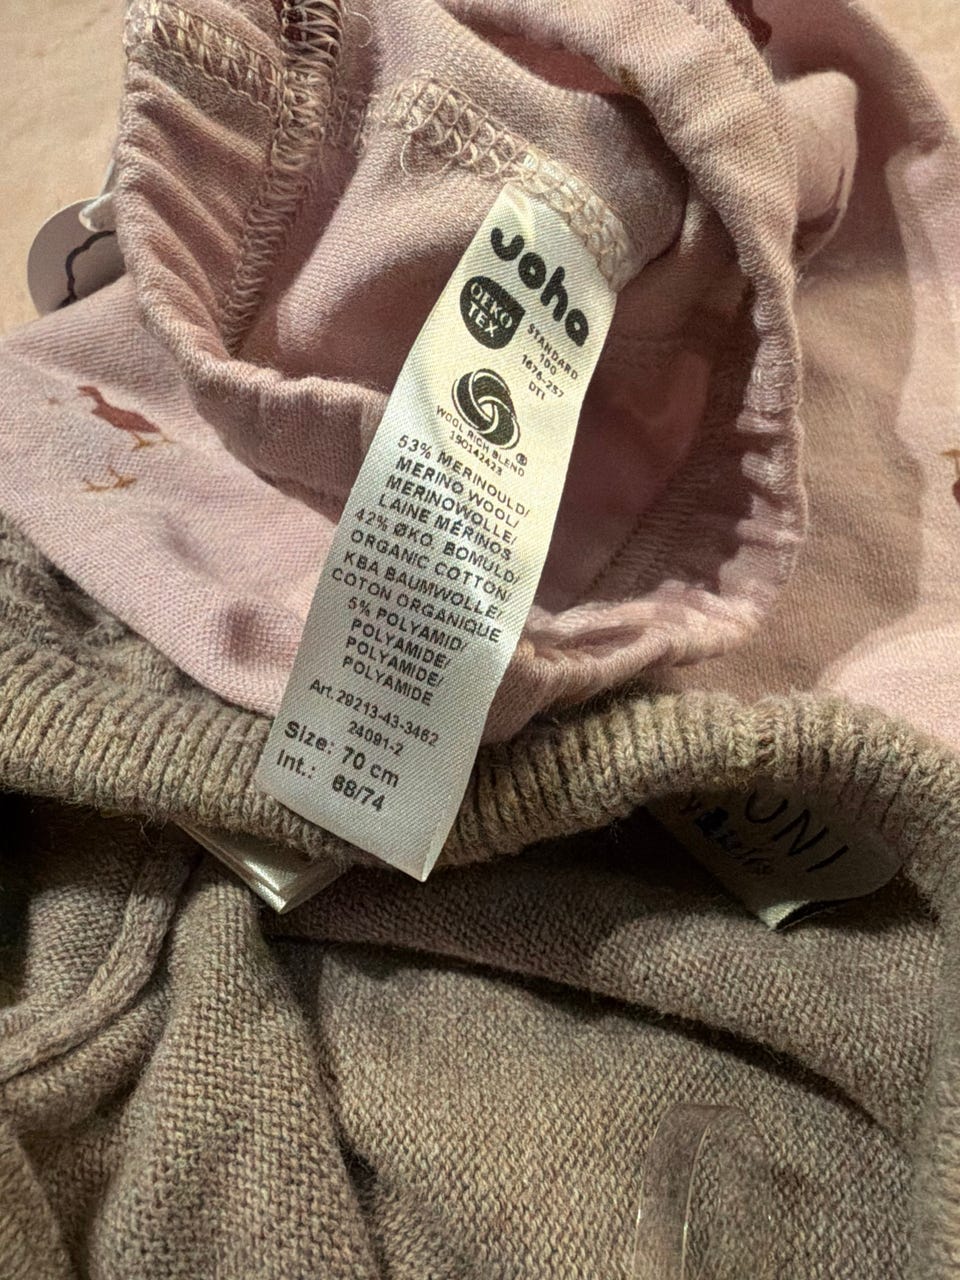 Joha
OEKO
TEX
STANDARD
100
1676-257
DTI
WOOL RICH BLEND
®
190142423
53% MERINOULD/
MERINO WOOL/
MERINOWOLLE/
LAINE MÉRINOS
42% ØKO. BOMULD/
ORGANIC COTTON/
KBA BAUMWOLLE/
COTON ORGANIQUE
5% POLYAMID/
POLYAMIDE/
POLYAMIDE/
POLYAMIDE
Art. 29213-43-3462
24091-2
Size: 70 cm
Int.: 68/74